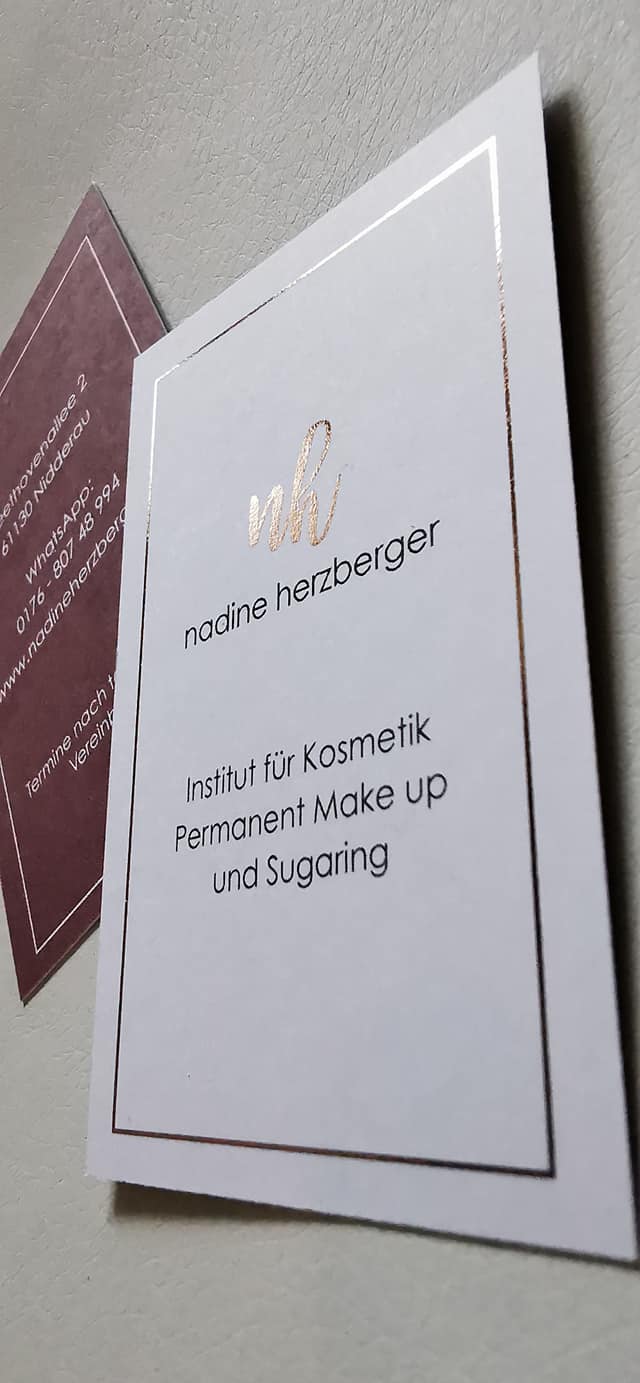 nh
nadine herzberger
Institut für Kosmetik
Permanent Make up
und Sugaring
61130 Nidderau
WhatsApp:
0176 - 807 48 994
Termine nach